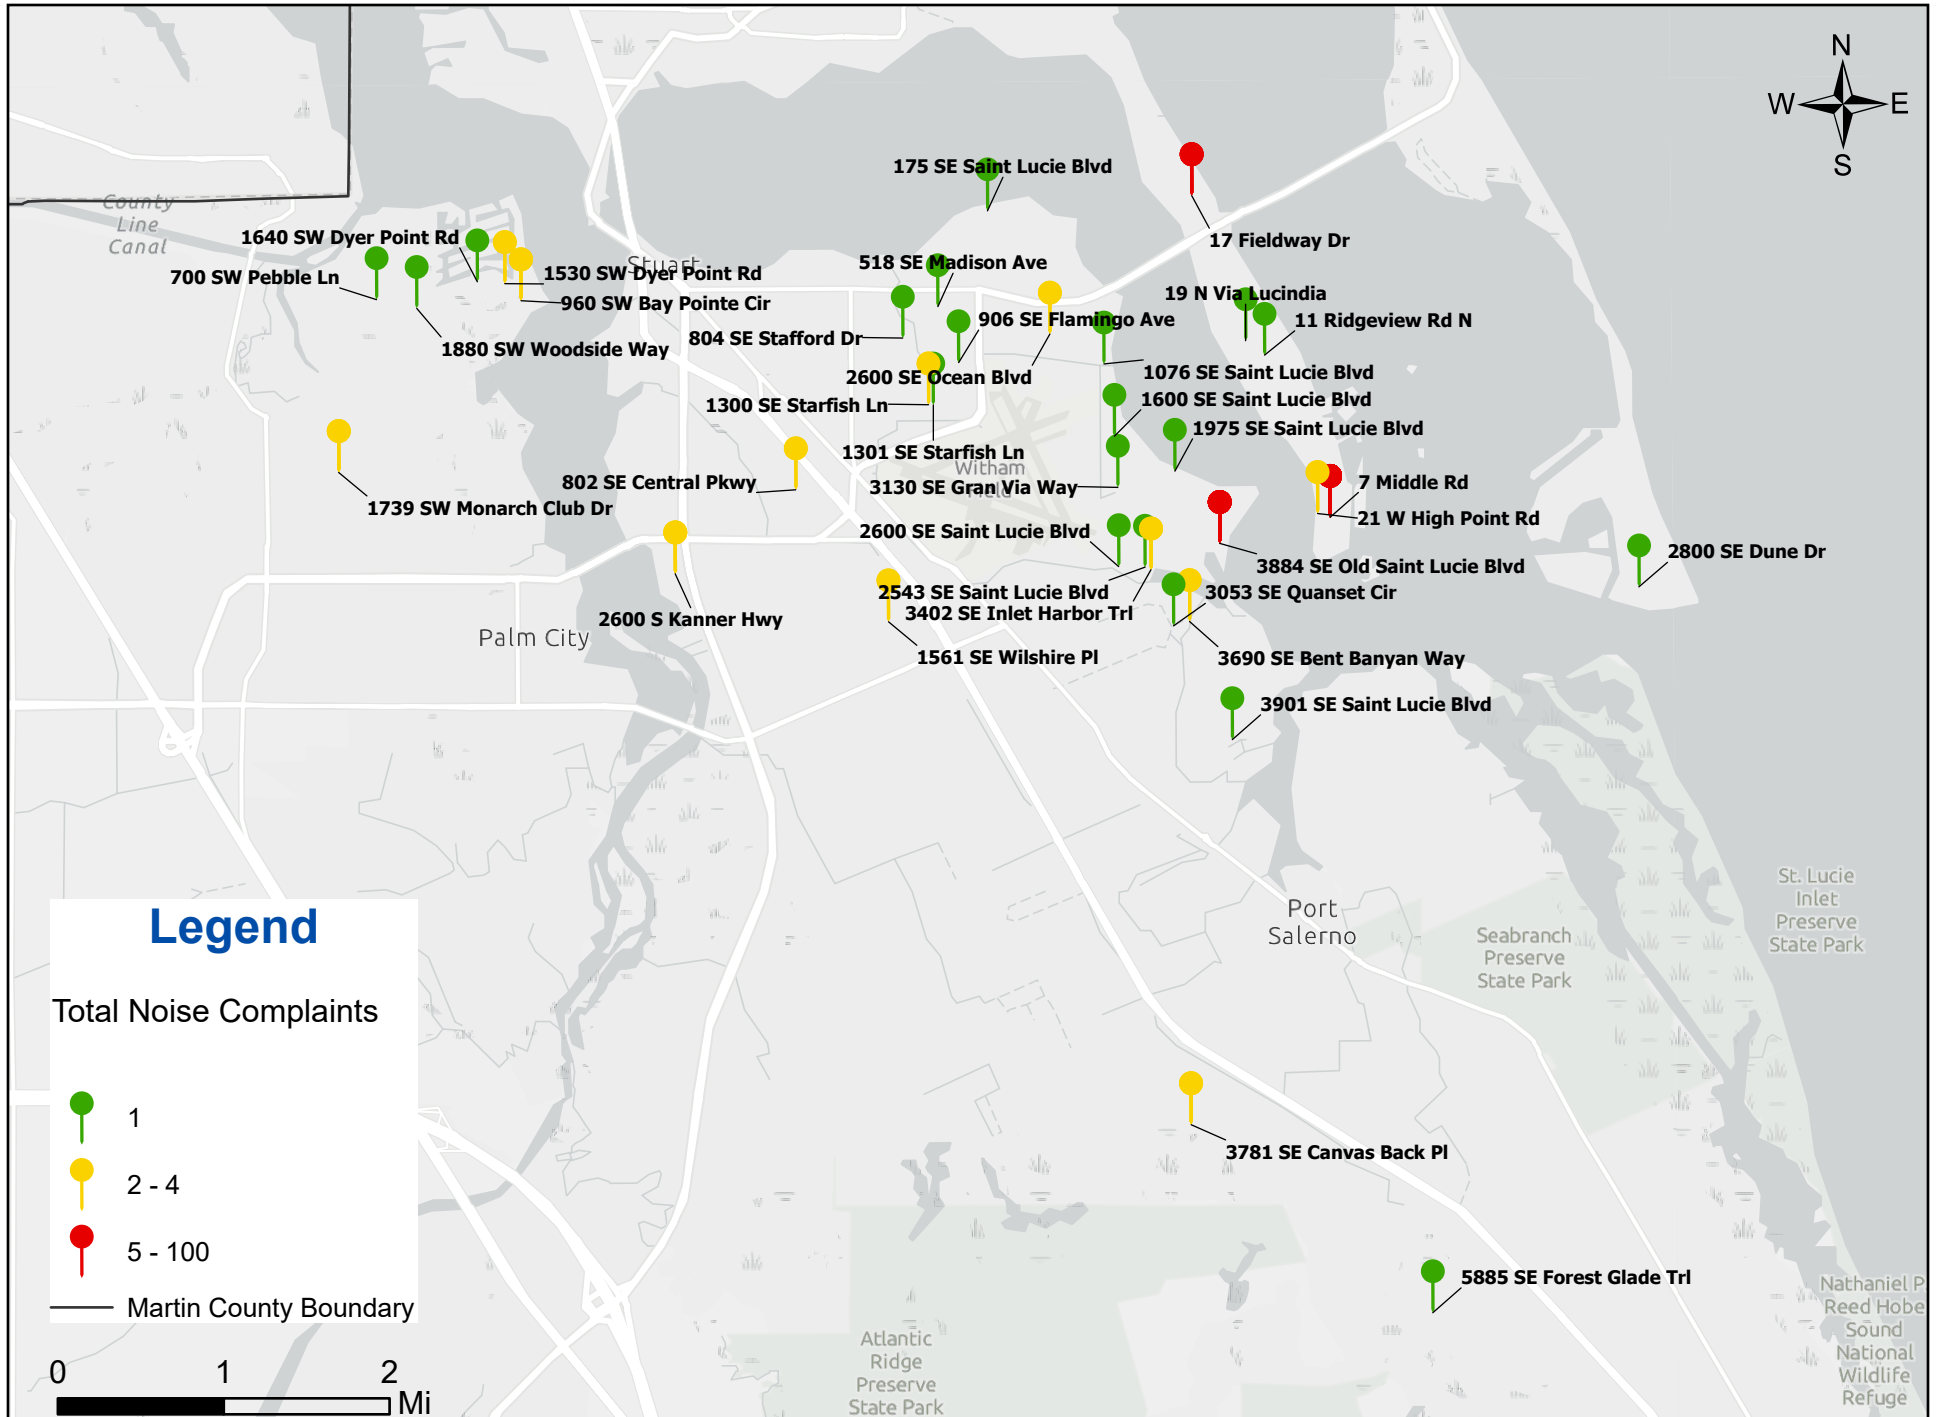 N
W
E
S
175 SE Saint Lucie Blvd
17 Fieldway Dr
County
Line
Canal
1640 SW Dyer Point Rd
700 SW Pebble Ln
Stuart
1530 SW Dyer Point Rd
960 SW Bay Pointe Cir
518 SE Madison Ave
19 N Via Lucindia
906 SE Flamingo Ave
11 Ridgeview Rd N
804 SE Stafford Dr
1880 SW Woodside Way
2600 SE Ocean Blvd
1076 SE Saint Lucie Blvd
1300 SE Starfish Ln
1600 SE Saint Lucie Blvd
1975 SE Saint Lucie Blvd
1301 SE Starfish Ln
Witham
Field
802 SE Central Pkwy
3130 SE Gran Via Way
7 Middle Rd
1739 SW Monarch Club Dr
21 W High Point Rd
2600 SE Saint Lucie Blvd
2800 SE Dune Dr
3884 SE Old Saint Lucie Blvd
2543 SE Saint Lucie Blvd
3053 SE Quanset Cir
3402 SE Inlet Harbor Trl
2600 S Kanner Hwy
Palm City
1561 SE Wilshire Pl
3690 SE Bent Banyan Way
3901 SE Saint Lucie Blvd
St. Lucie
Inlet
Preserve
State Park
Port
Salerno
Seabranch
Preserve
State Park
Legend
Total Noise Complaints
1
2 - 4
5 - 100
Martin County Boundary
3781 SE Canvas Back Pl
5885 SE Forest Glade Trl
Nathaniel P.
Reed Hobe
Sound
National
Wildlife
Refuge
Atlantic
Ridge
Preserve
State Park
0 1 2
Mi